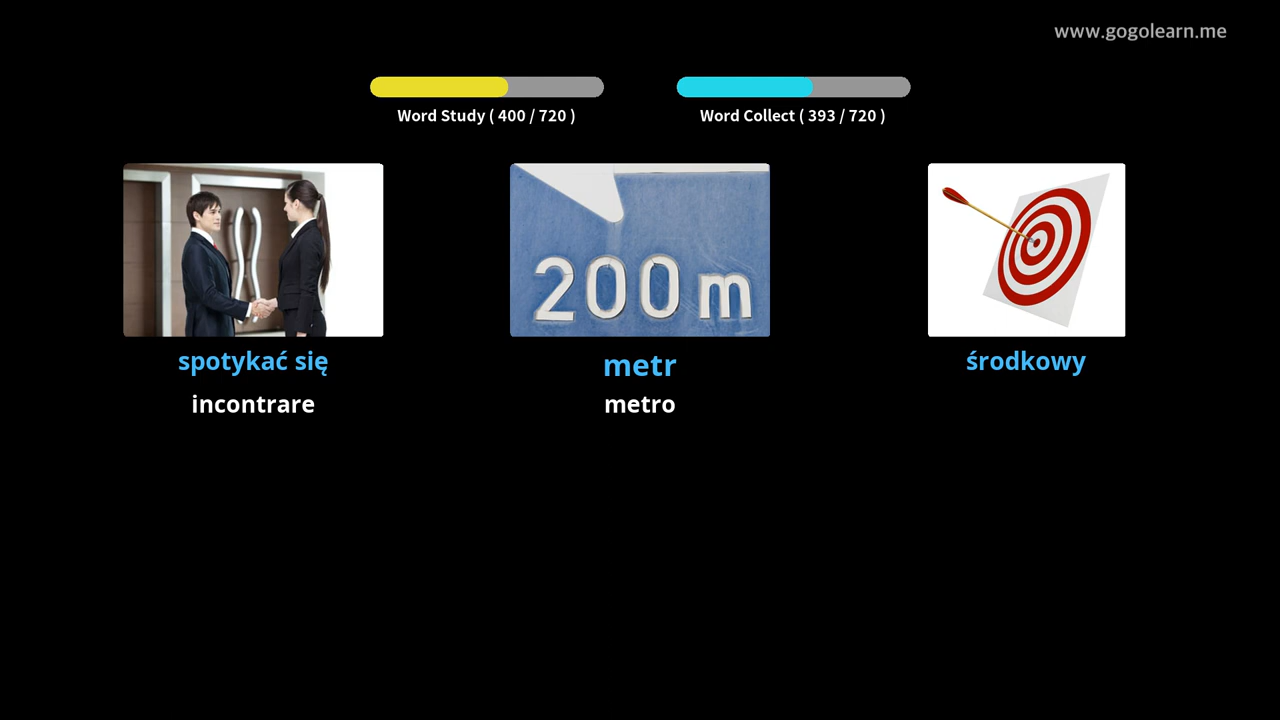 www.gogolearn.me
Word Study ( 400 / 720 )
Word Collect ( 393 / 720 )
200 m
spotykać się
metr
środkowy
incontrare
metro